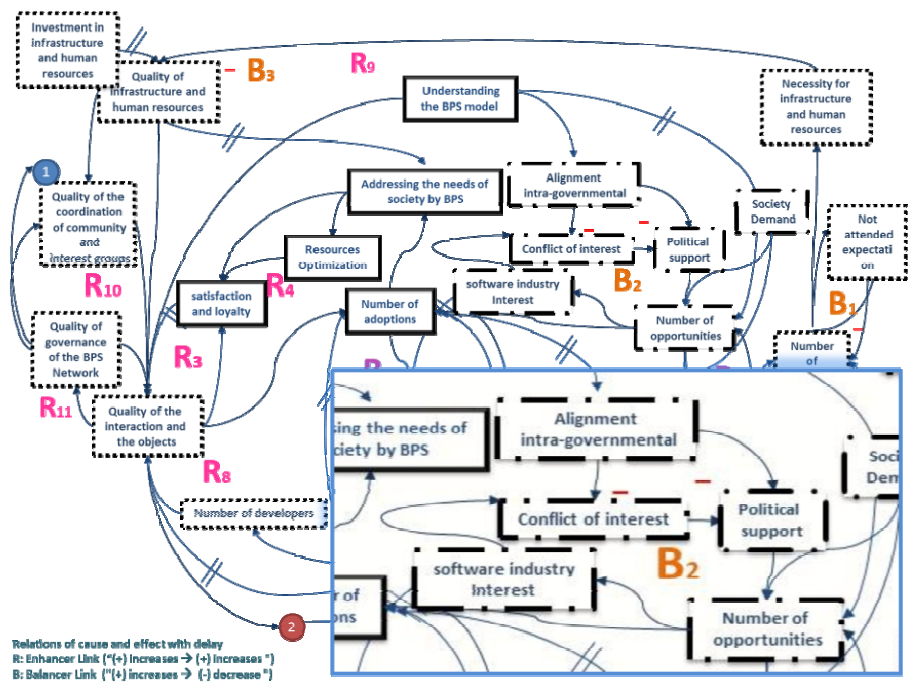 Investment in
infrastructure
and human
resources
Quality of
infrastructure and
human resources
– B3
R9
Understanding
the BPS model
Necessity for
infrastructure
and human
resources
1
Quality of the
coordination
of community
and
interest groups
Addressing the needs of
society by BPS
Alignment
intra-governmental
Society
Demand
Not
attended
expectati
on
Resources
Optimization
Conflict of interest
–
–
Political
support
B2
R10
satisfaction
and loyalty
R4
software industry
Interest
Number of
adoptions
Number of
opportunities
B1
–
Number
of
Quality of
governance
of the BPS
Network
R3
R11
Quality of the
interaction and
the objects
R8
Number of developers
2
sing the needs of
ciety by BPS
Alignment
intra-governmental
Soci
Dem
Conflict of interest
–
–
Political
support
B2
software industry
Interest
r of
ons
Number of
opportunities
Relations of cause and effect with delay
R: Enhancer Link ("(+) Increases → (+) Increases ")
B: Balancer Link ("(+) increases → (-) decrease ")